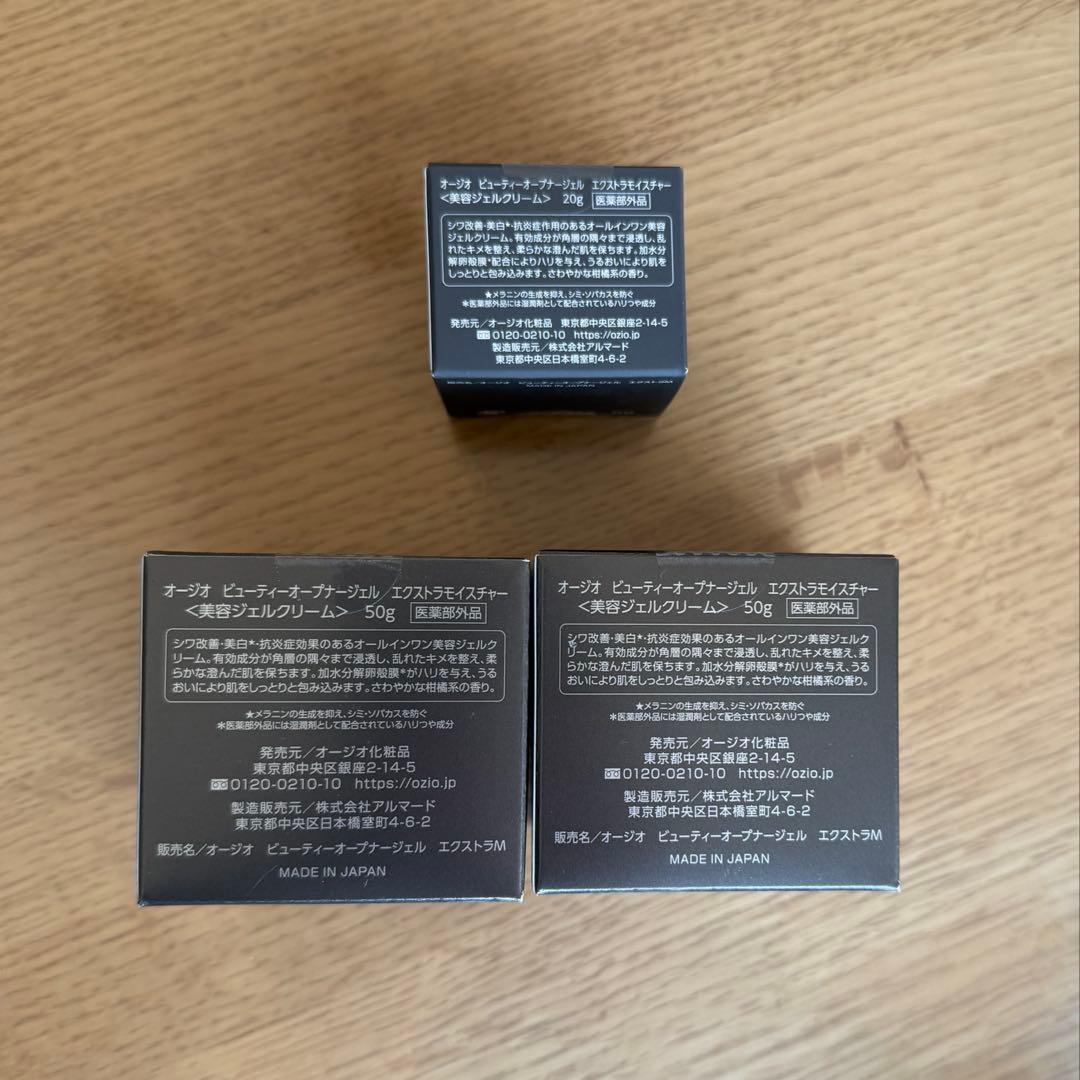 オージオ ビューティーオープナージェル エクストラモイスチャー
＜美容ジェルクリーム＞ 20g 医薬部外品
シワ改善・美白*・抗炎症作用のあるオールインワン美容
ジェルクリーム。有効成分が角層の隅々まで浸透し、乱
れたキメを整え、柔らかな澄んだ肌を保ちます。加水分
解卵殻膜*配合によりハリを与え、うるおいにより肌を
しっとりと包み込みます。さわやかな柑橘系の香り。
★メラニンの生成を抑え、シミ・ソバカスを防ぐ
＊医薬部外品には湿潤剤として配合されているハリつや成分
発売元／オージオ化粧品 東京都中央区銀座2-14-5
0120-0210-10 https://ozio.jp
製造販売元／株式会社アルマード
東京都中央区日本橋室町4-6-2
販売名／オージオ ビューティーオープナージェル エクストラM
MADE IN JAPAN
オージオ ビューティーオープナージェル エクストラモイスチャー
＜美容ジェルクリーム＞ 50g 医薬部外品
シワ改善・美白★・抗炎症効果のあるオールインワン美容ジェルク
リーム。有効成分が角層の隅々まで浸透し、乱れたキメを整え、柔
らかな澄んだ肌を保ちます。加水分解卵殻膜*がハリを与え、うる
おいにより肌をしっとりと包み込みます。さわやかな柑橘系の香り。
★メラニンの生成を抑え、シミ・ソバカスを防ぐ
＊医薬部外品には湿潤剤として配合されているハリつや成分
発売元／オージオ化粧品
東京都中央区銀座2-14-5
0120-0210-10 https://ozio.jp
製造販売元／株式会社アルマード
東京都中央区日本橋室町4-6-2
販売名／オージオ ビューティーオープナージェル エクストラM
MADE IN JAPAN
オージオ ビューティーオープナージェル エクストラモイスチャー
＜美容ジェルクリーム＞ 50g 医薬部外品
シワ改善・美白★・抗炎症効果のあるオールインワン美容ジェルク
リーム。有効成分が角層の隅々まで浸透し、乱れたキメを整え、柔
らかな澄んだ肌を保ちます。加水分解卵殻膜*がハリを与え、うる
おいにより肌をしっとりと包み込みます。さわやかな柑橘系の香り。
★メラニンの生成を抑え、シミ・ソバカスを防ぐ
＊医薬部外品には湿潤剤として配合されているハリつや成分
発売元／オージオ化粧品
東京都中央区銀座2-14-5
0120-0210-10 https://ozio.jp
製造販売元／株式会社アルマード
東京都中央区日本橋室町4-6-2
販売名／オージオ ビューティーオープナージェル エクストラM
MADE IN JAPAN